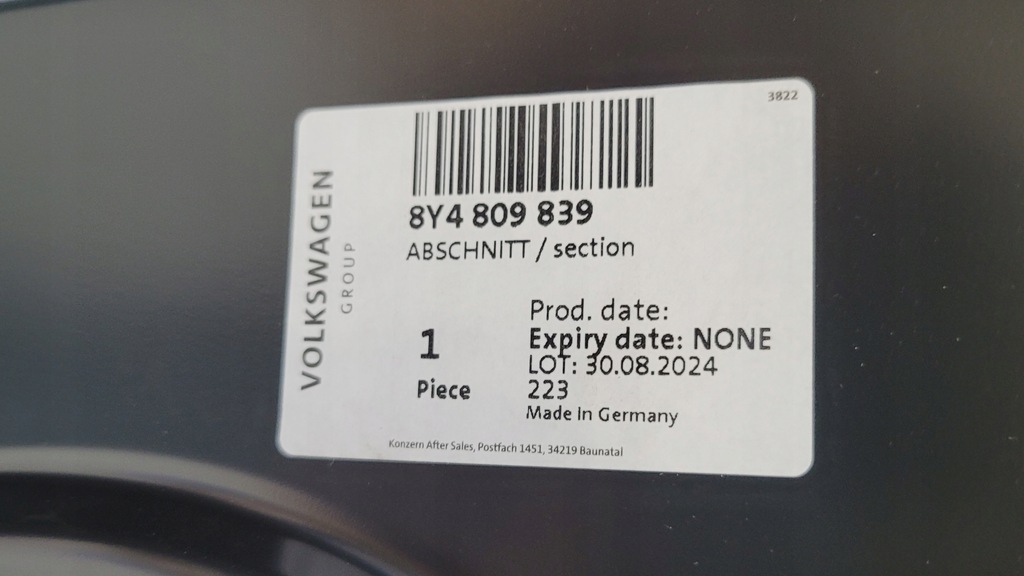 3822
VOLKSWAGEN
GROUP
8Y4 809 839
ABSCHNITT / section
1
Piece
Prod. date:
Expiry date: NONE
LOT: 30.08.2024
223
Made in Germany
Konzern After Sales, Postfach 1451, 34219 Baunatal